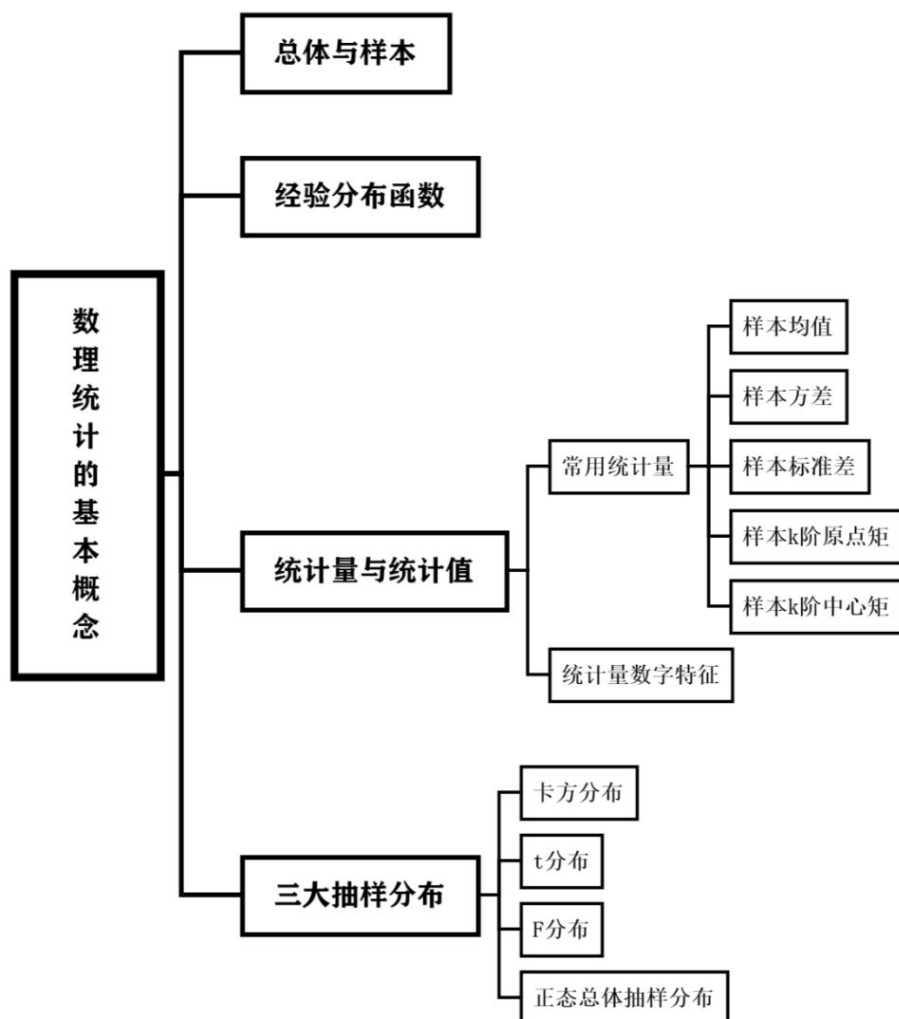 数理统计的基本概念
总体与样本
经验分布函数
统计量与统计值
常用统计量
样本均值
样本方差
样本标准差
样本k阶原点矩
样本k阶中心矩
统计量数字特征
三大抽样分布
卡方分布
t分布
F分布
正态总体抽样分布